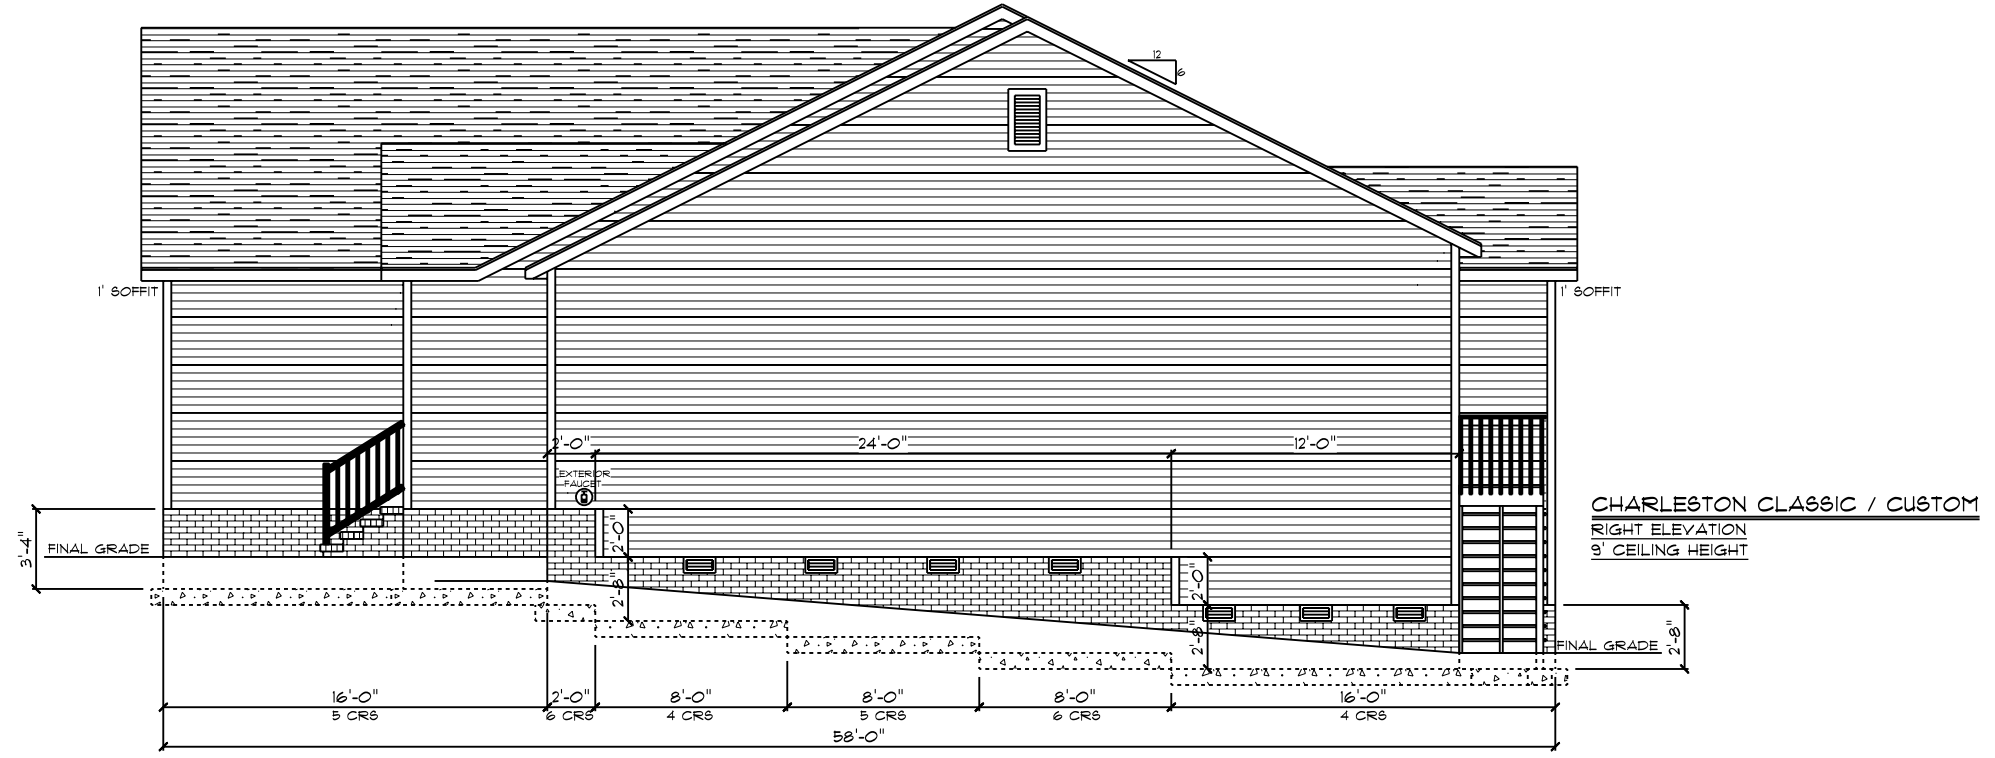 12
6
1' SOFFIT
1' SOFFIT
2'-0"
24'-0"
12'-0"
EXTERIOR
FAUCET
CHARLESTON CLASSIC / CUSTOM
RIGHT ELEVATION
9' CEILING HEIGHT
3'-4"
FINAL GRADE
2'-0"
2'-8"
2'-0"
2'-8"
FINAL GRADE
2'-8"
16'-0"
2'-0"
8'-0"
8'-0"
8'-0"
16'-0"
5 CRS
6 CRS
4 CRS
5 CRS
6 CRS
4 CRS
58'-0"